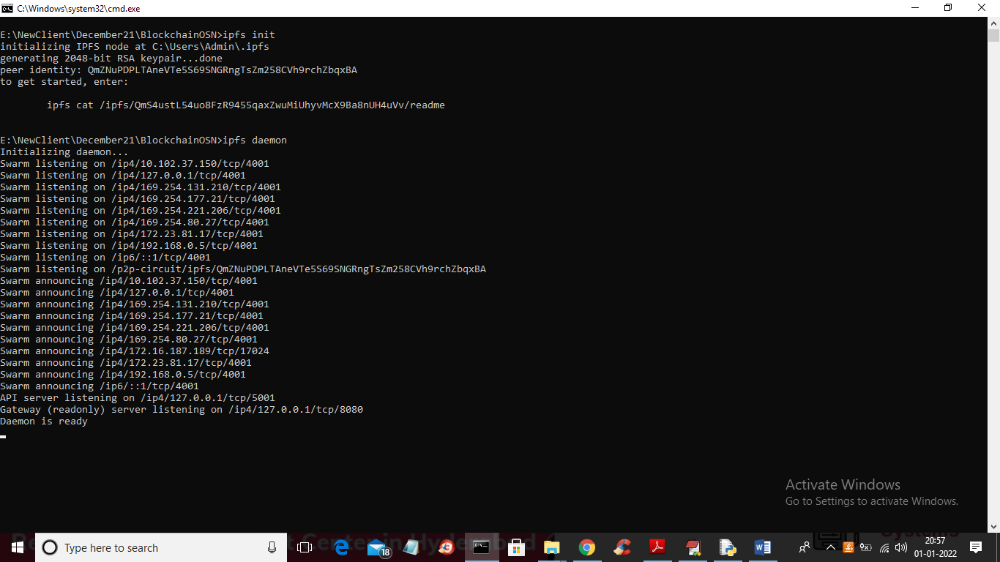 C:\Windows\system32\cmd.exe
E:\NewClient\December21\BlockchainOSN>ipfs init
initializing IPFS node at C:\Users\Admin\.ipfs
generating 2048-bit RSA keypair...done
peer identity: QmZNuPDPLTAneVTe5S69SNGRngTsZm258CVh9rchZbqxBA
to get started, enter:
ipfs cat /ipfs/QmS4ustL54uo8FzR9455qaxZwuMiUhyvMcX9Ba8nUH4uVv/readme
E:\NewClient\December21\BlockchainOSN>ipfs daemon
Initializing daemon...
Swarm listening on /ip4/10.102.37.150/tcp/4001
Swarm listening on /ip4/127.0.0.1/tcp/4001
Swarm listening on /ip4/169.254.131.210/tcp/4001
Swarm listening on /ip4/169.254.177.21/tcp/4001
Swarm listening on /ip4/169.254.221.206/tcp/4001
Swarm listening on /ip4/169.254.80.27/tcp/4001
Swarm listening on /ip4/172.23.81.17/tcp/4001
Swarm listening on /ip4/192.168.0.5/tcp/4001
Swarm listening on /ip6/::1/tcp/4001
Swarm listening on /p2p-circuit/ipfs/QmZNuPDPLTAneVTe5S69SNGRngTsZm258CVh9rchZbqxBA
Swarm announcing /ip4/10.102.37.150/tcp/4001
Swarm announcing /ip4/127.0.0.1/tcp/4001
Swarm announcing /ip4/169.254.131.210/tcp/4001
Swarm announcing /ip4/169.254.177.21/tcp/4001
Swarm announcing /ip4/169.254.221.206/tcp/4001
Swarm announcing /ip4/169.254.80.27/tcp/4001
Swarm announcing /ip4/172.16.187.189/tcp/17024
Swarm announcing /ip4/172.23.81.17/tcp/4001
Swarm announcing /ip4/192.168.0.5/tcp/4001
Swarm announcing /ip6/::1/tcp/4001
API server listening on /ip4/127.0.0.1/tcp/5001
Gateway (readonly) server listening on /ip4/127.0.0.1/tcp/8080
Daemon is ready
Activate Windows
Go to Settings to activate Windows.
Type here to search
18
20:57
01-01-2022